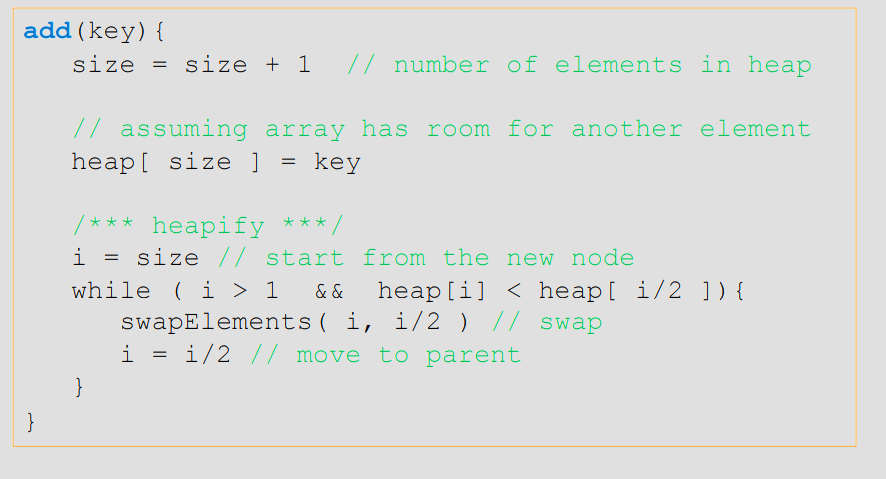 add(key){
size = size + 1 // number of elements in heap
// assuming array has room for another element
heap[ size ] = key
/*** heapify ***/
i = size // start from the new node
while ( i > 1 && heap[i] < heap[ i/2 ]){
swapElements( i, i/2 ) // swap
i = i/2 // move to parent
}
}